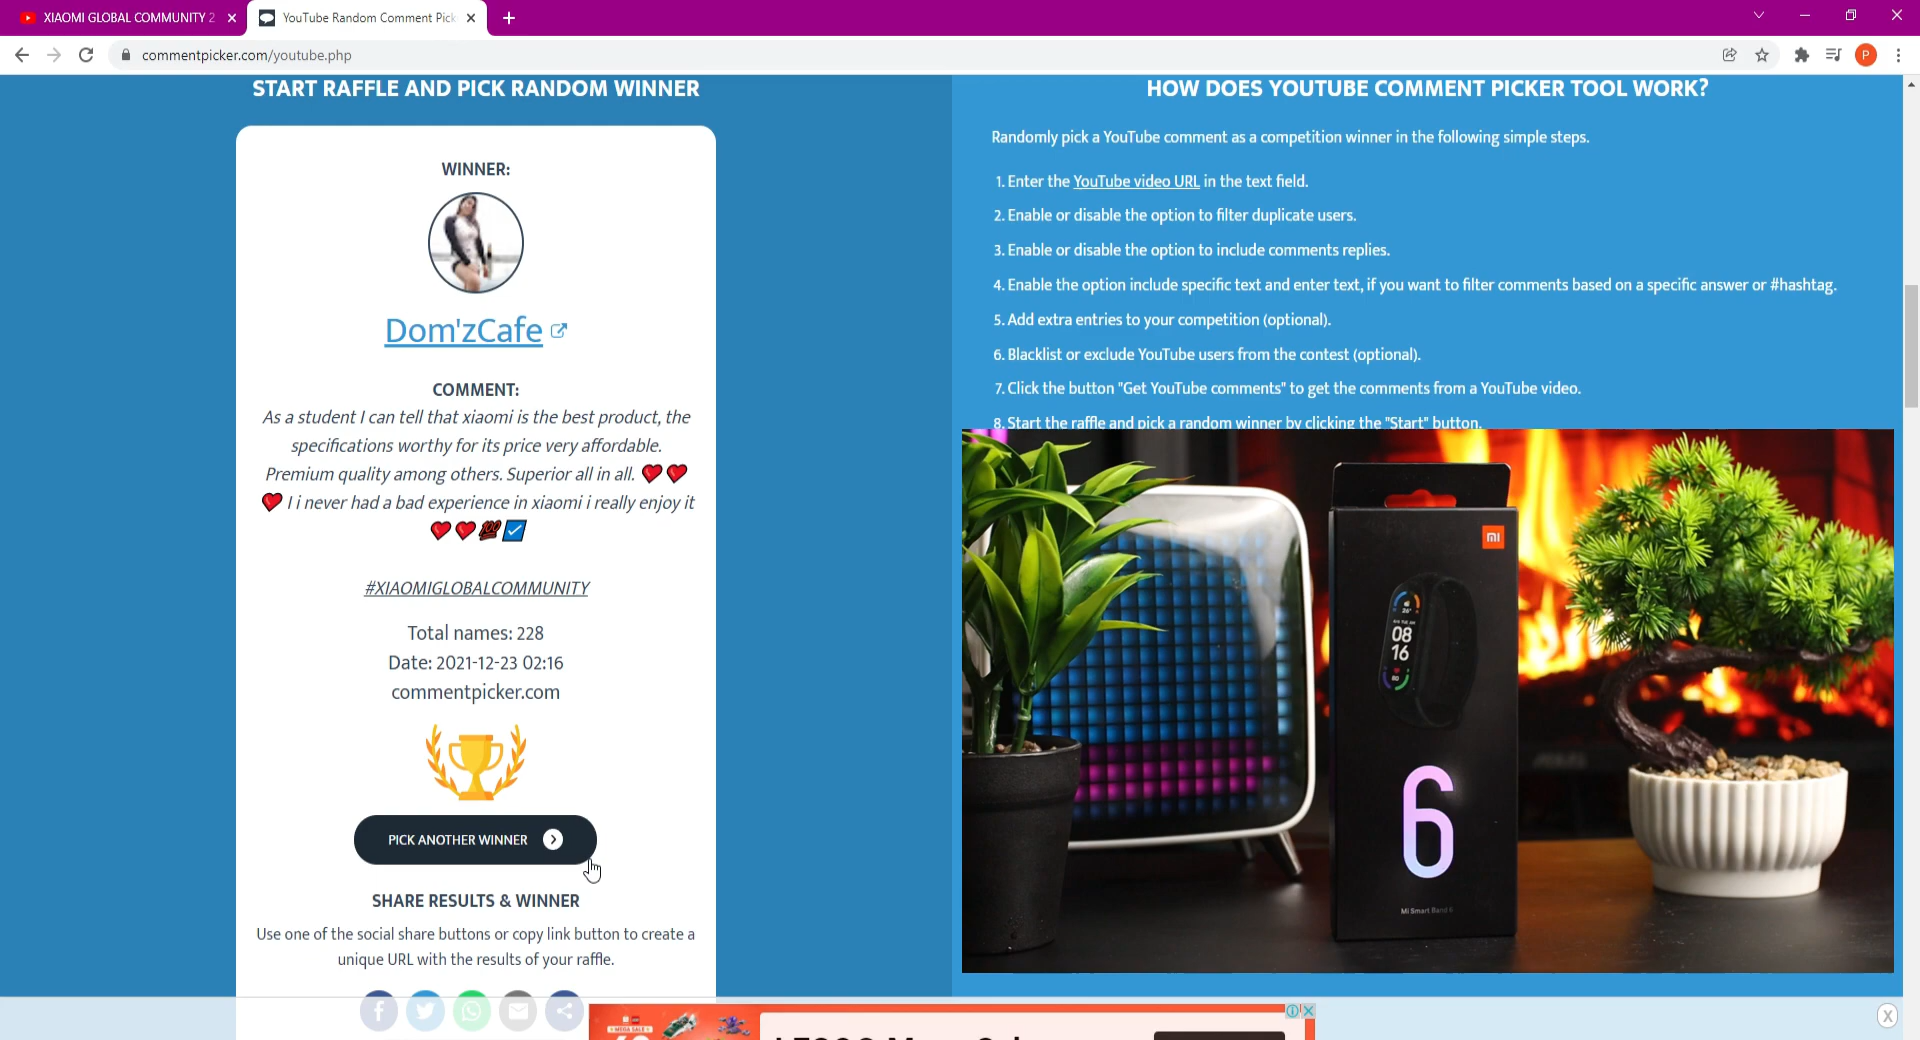 XIAOMI GLOBAL COMMUNITY 2
YouTube Random Comment Pick
commentpicker.com/youtube.php
P
START RAFFLE AND PICK RANDOM WINNER
WINNER:
Dom'zCafe
COMMENT:
As a student I can tell that xiaomi is the best product, the
specifications worthy for its price very affordable.
Premium quality among others. Superior all in all. ❤️❤️
❤️ I i never had a bad experience in xiaomi i really enjoy it
❤️❤️💯☑️
#XIAOMIGLOBALCOMMUNITY
Total names: 228
Date: 2021-12-23 02:16
commentpicker.com
PICK ANOTHER WINNER
SHARE RESULTS & WINNER
Use one of the social share buttons or copy link button to create a
unique URL with the results of your raffle.
HOW DOES YOUTUBE COMMENT PICKER TOOL WORK?
Randomly pick a YouTube comment as a competition winner in the following simple steps.
1. Enter the YouTube video URL in the text field.
2. Enable or disable the option to filter duplicate users.
3. Enable or disable the option to include comments replies.
4. Enable the option include specific text and enter text, if you want to filter comments based on a specific answer or #hashtag.
5. Add extra entries to your competition (optional).
6. Blacklist or exclude YouTube users from the contest (optional).
7. Click the button "Get YouTube comments" to get the comments from a YouTube video.
8. Start the raffle and pick a random winner by clicking the "Start" button.
mi
26°
08
16
80
6
Mi Smart Band 6
MEGA SALE
X